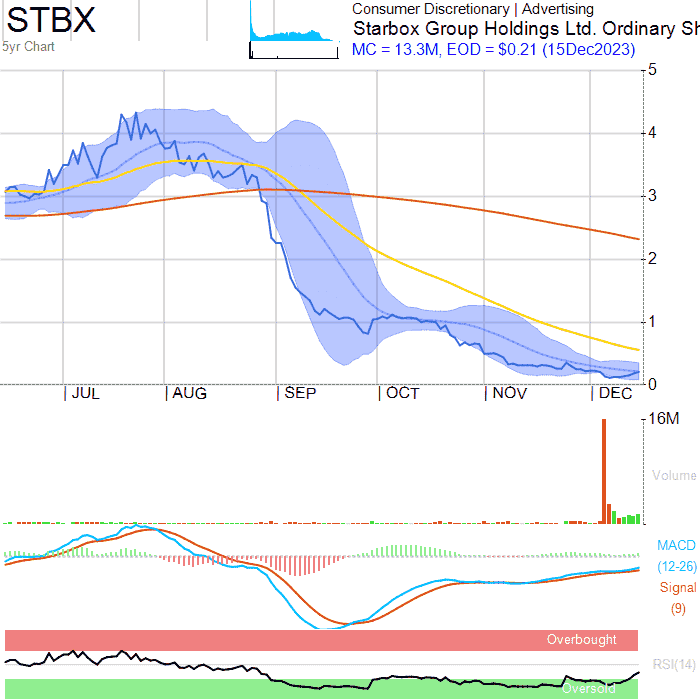 STBX
5yr Chart
Consumer Discretionary | Advertising
Starbox Group Holdings Ltd. Ordinary Sh
MC = 13.3M, EOD = $0.21 (15Dec2023)
5
4
3
2
1
0
JUL AUG SEP OCT NOV DEC
16M
Volume
MACD
(12-26)
Signal
(9)
Overbought
RSI(14)
Oversold